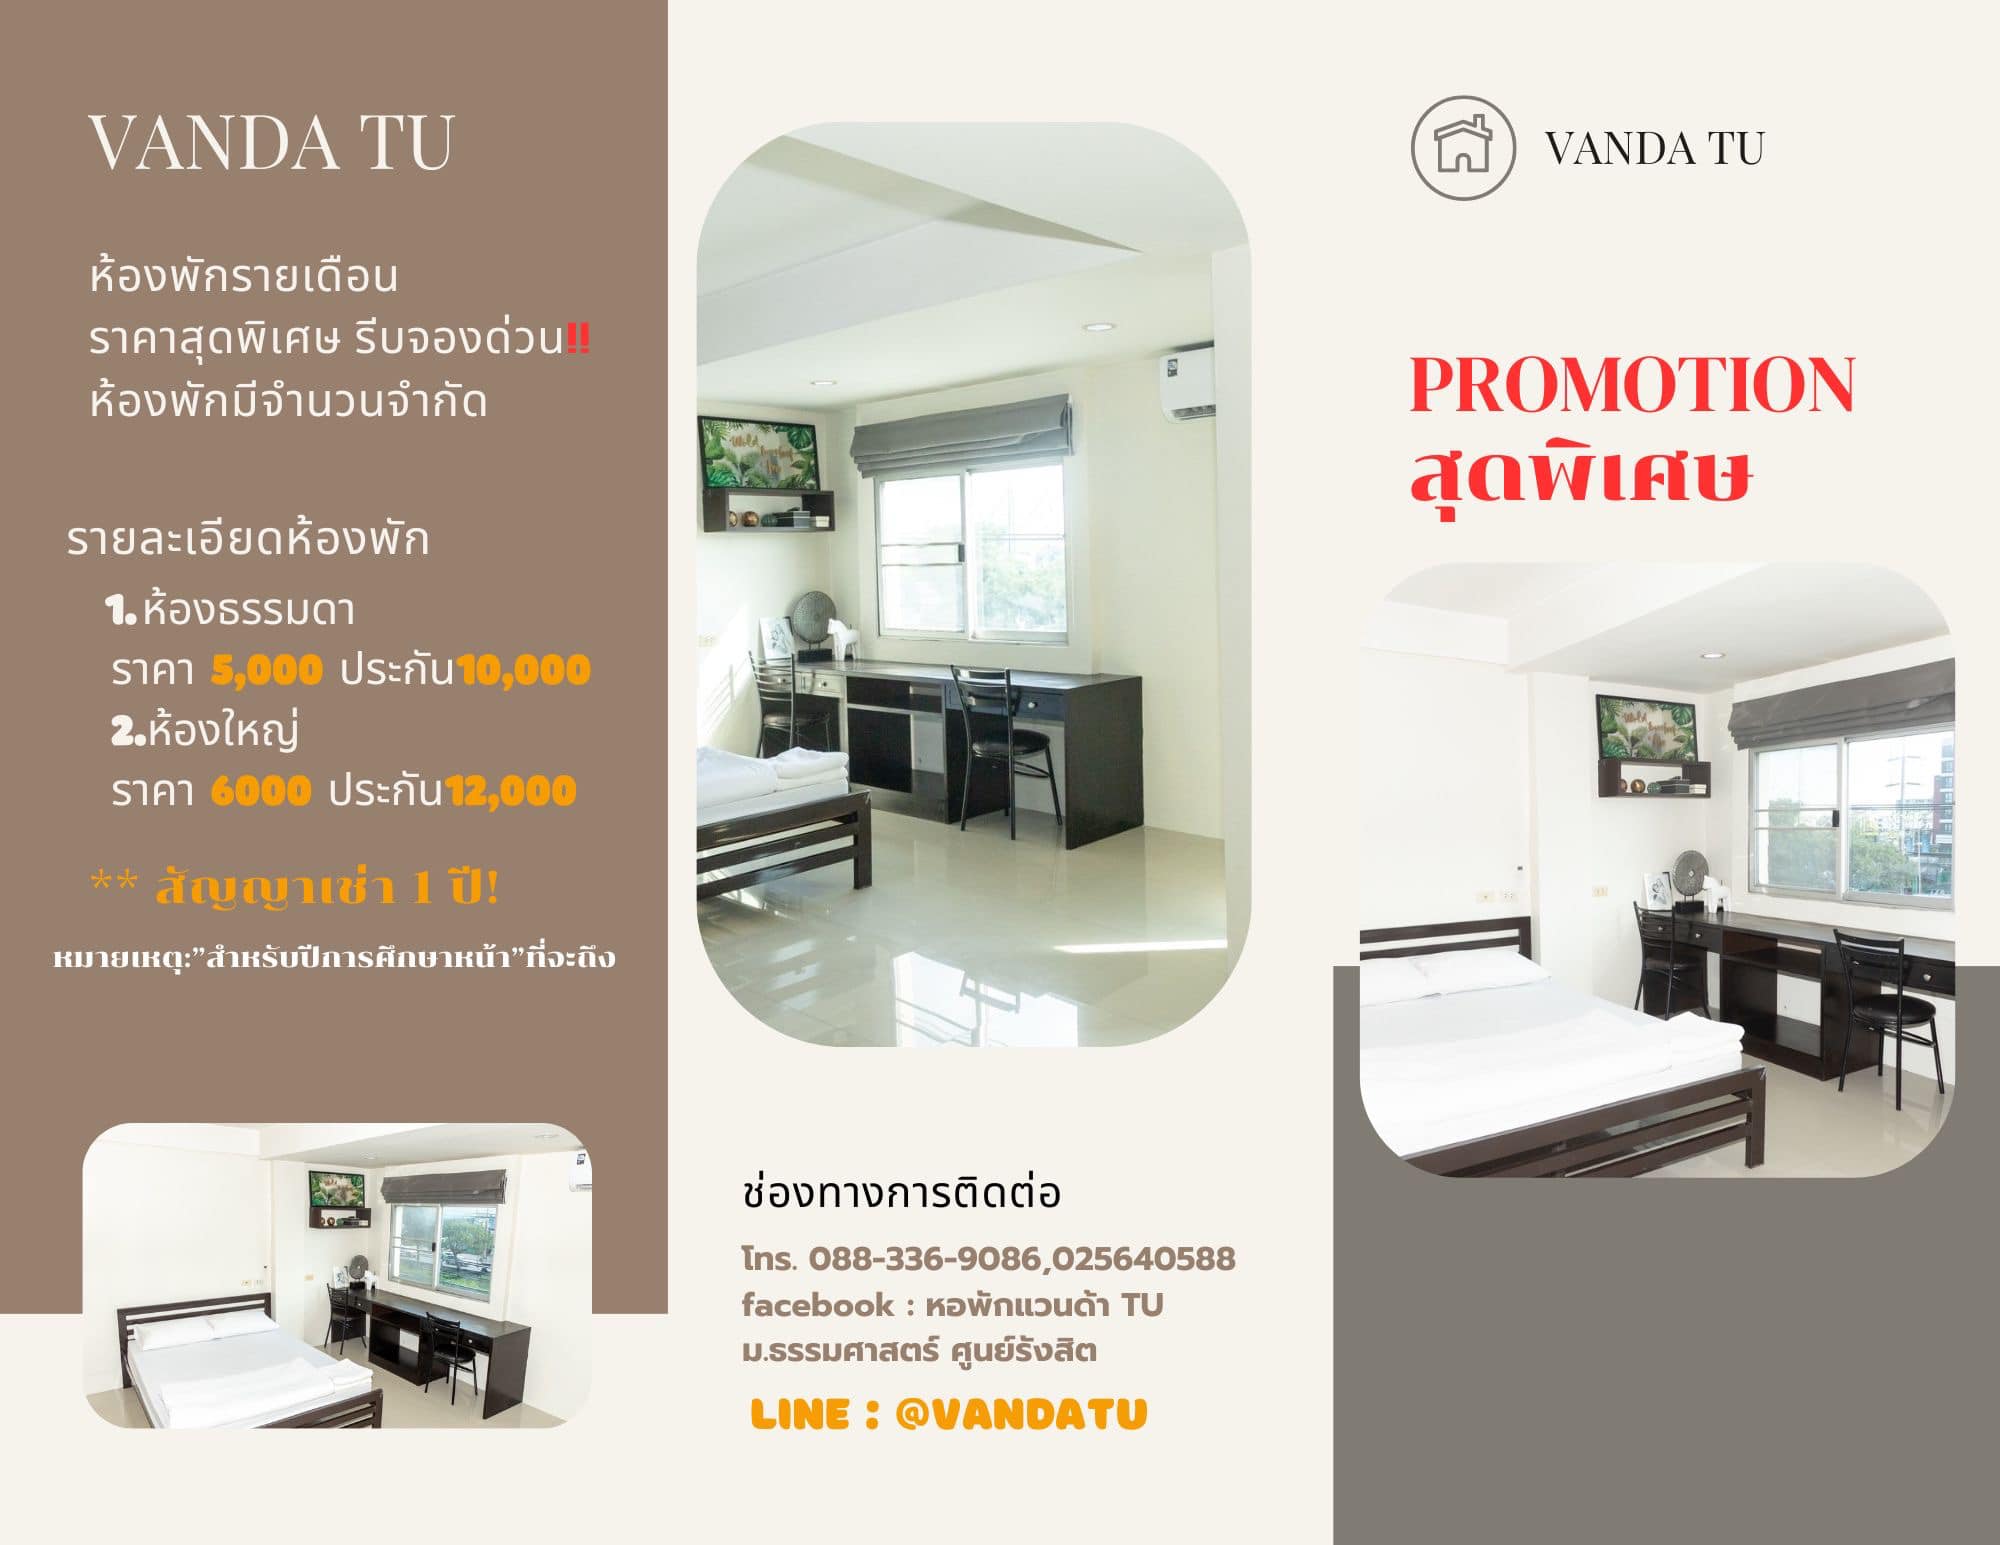 VANDA TU
ห้องพักรายเดือน
ราคาสุดพิเศษ รีบจองด่วน!!
ห้องพักมีจำนวนจำกัด
รายละเอียดห้องพัก
1. ห้องธรรมดา
ราคา 5,000 ประกัน10,000
2.ห้องใหญ่
ราคา 6000 ประกัน12,000
** สัญญาเช่า 1 ปี!
หมายเหตุ:”สำหรับปีการศึกษาหน้า”ที่จะถึง
ช่องทางการติดต่อ
โทร. 088-336-9086,025640588
facebook : หอพักแวนด้า TU
ม.ธรรมศาสตร์ ศูนย์รังสิต
LINE : @VANDATU
VANDA TU
PROMOTION
สุดพิเศษ